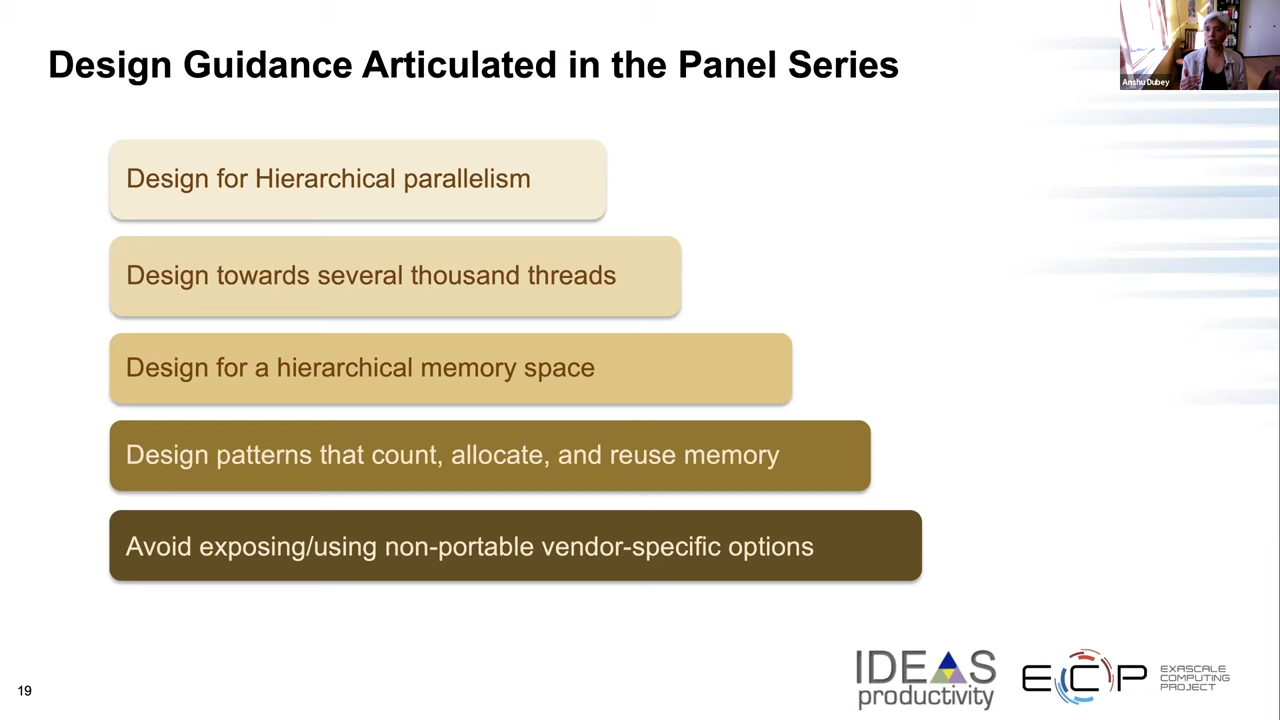 Design Guidance Articulated in the Panel Series
Anshu Dubey
Design for Hierarchical parallelism
Design towards several thousand threads
Design for a hierarchical memory space
Design patterns that count, allocate, and reuse memory
Avoid exposing/using non-portable vendor-specific options
19
IDEAS
productivity
ECP
EXASCALE
COMPUTING
PROJECT